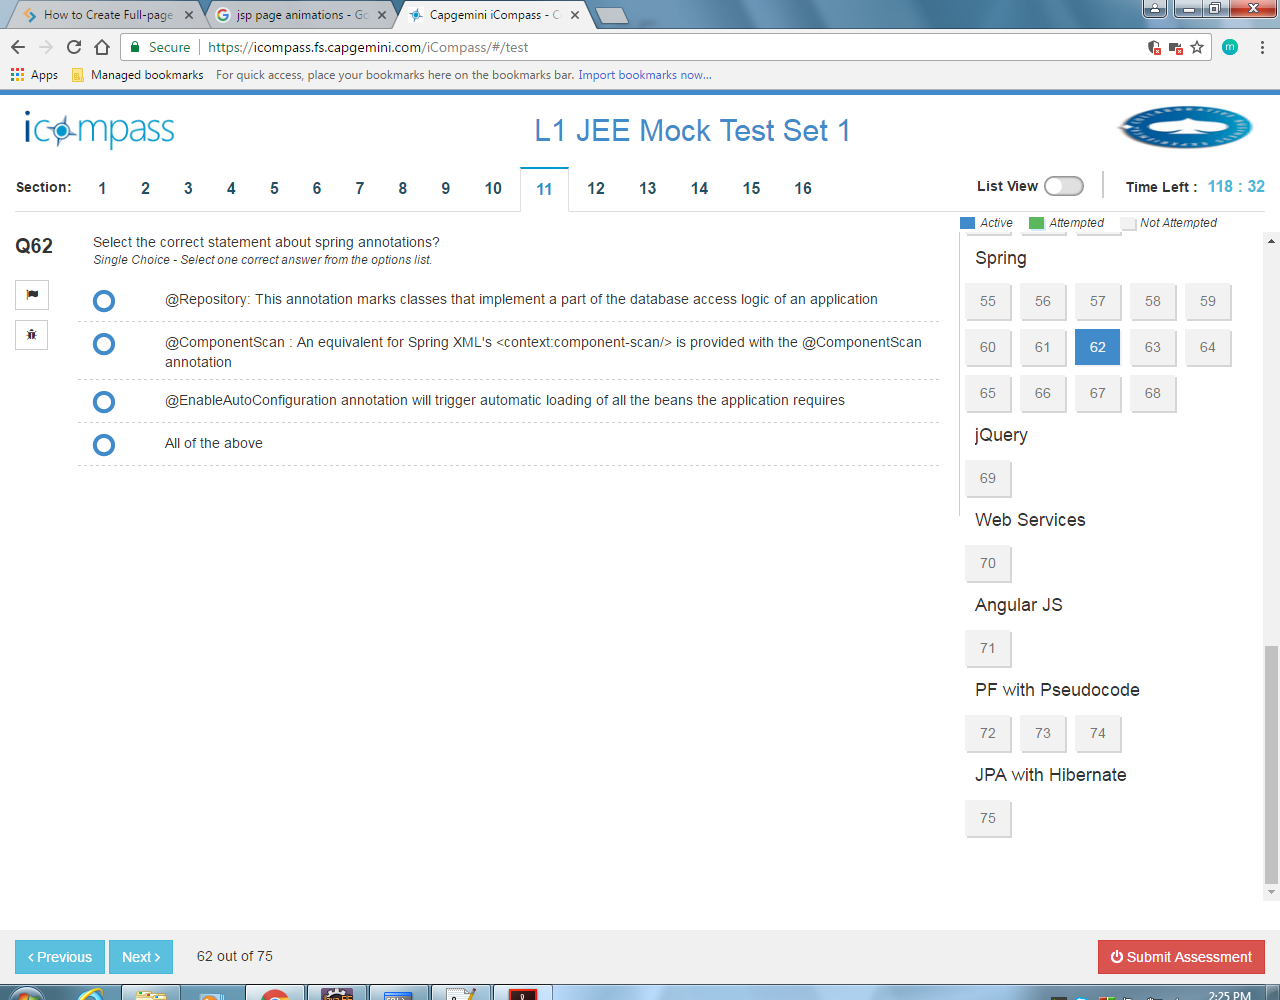 How to Create Full-page
jsp page animations - Go
Capgemini iCompass - C
Secure
https://icompass.fs.capgemini.com/iCompass/#/test
m
Apps
Managed bookmarks
For quick access, place your bookmarks here on the bookmarks bar. Import bookmarks now...
icompass
L1 JEE Mock Test Set 1
Section: 1 2 3 4 5 6 7 8 9 10 11 12 13 14 15 16
List View
Time Left : 118 : 32
Active Attempted Not Attempted
Q62
Select the correct statement about spring annotations?
Single Choice - Select one correct answer from the options list.
@Repository: This annotation marks classes that implement a part of the database access logic of an application
@ComponentScan : An equivalent for Spring XML's <context:component-scan/> is provided with the @ComponentScan
annotation
@EnableAutoConfiguration annotation will trigger automatic loading of all the beans the application requires
All of the above
Spring
55 56 57 58 59
60 61 62 63 64
65 66 67 68
jQuery
69
Web Services
70
Angular JS
71
PF with Pseudocode
72 73 74
JPA with Hibernate
75
‹ Previous
Next ›
62 out of 75
Submit Assessment
2:25 PM